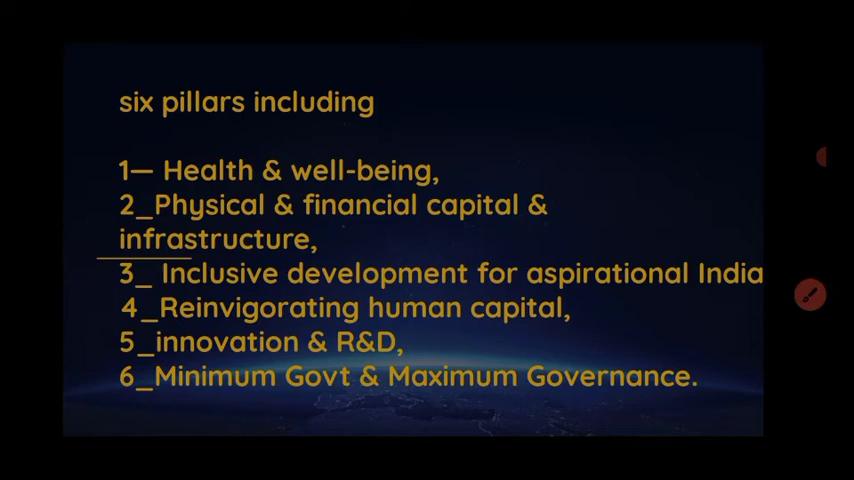 six pillars including
1— Health & well-being,
2_Physical & financial capital &
infrastructure,
3_ Inclusive development for aspirational India
4_Reinvigorating human capital,
5_innovation & R&D,
6_Minimum Govt & Maximum Governance.